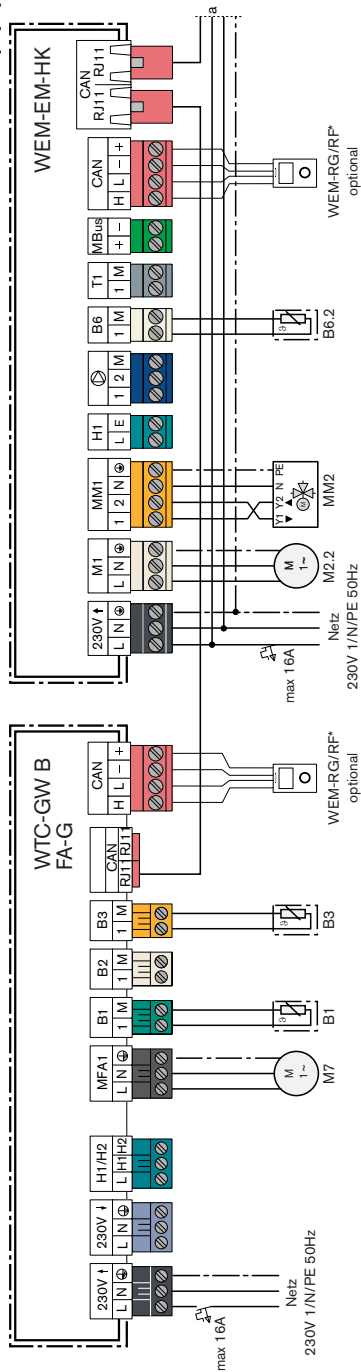 WTC-GW B
FA-G
230V
L N
230V
L N
H1/H2
L H1 H2
MFA1
L N
B1
1 M
B2
1 M
B3
1 M
CAN
RJ11 RJ11
CAN
H L − +
max 16A
Netz
230V 1/N/PE 50Hz
M
1~
M7
ϑ
B1
ϑ
B3
WEM-RG/RF*
optional
WEM-EM-HK
230V
L N
M1
L N
MM1
1 2 N
H1
L E
1 2 M
B6
1 M
T1
1 M
MBus
+ −
CAN
H L − +
CAN
RJ11 RJ11
a
max 16A
Netz
230V 1/N/PE 50Hz
M
1~
M2.2
Y1 Y2 N PE
M
MM2
ϑ
B6.2
WEM-RG/RF*
optional